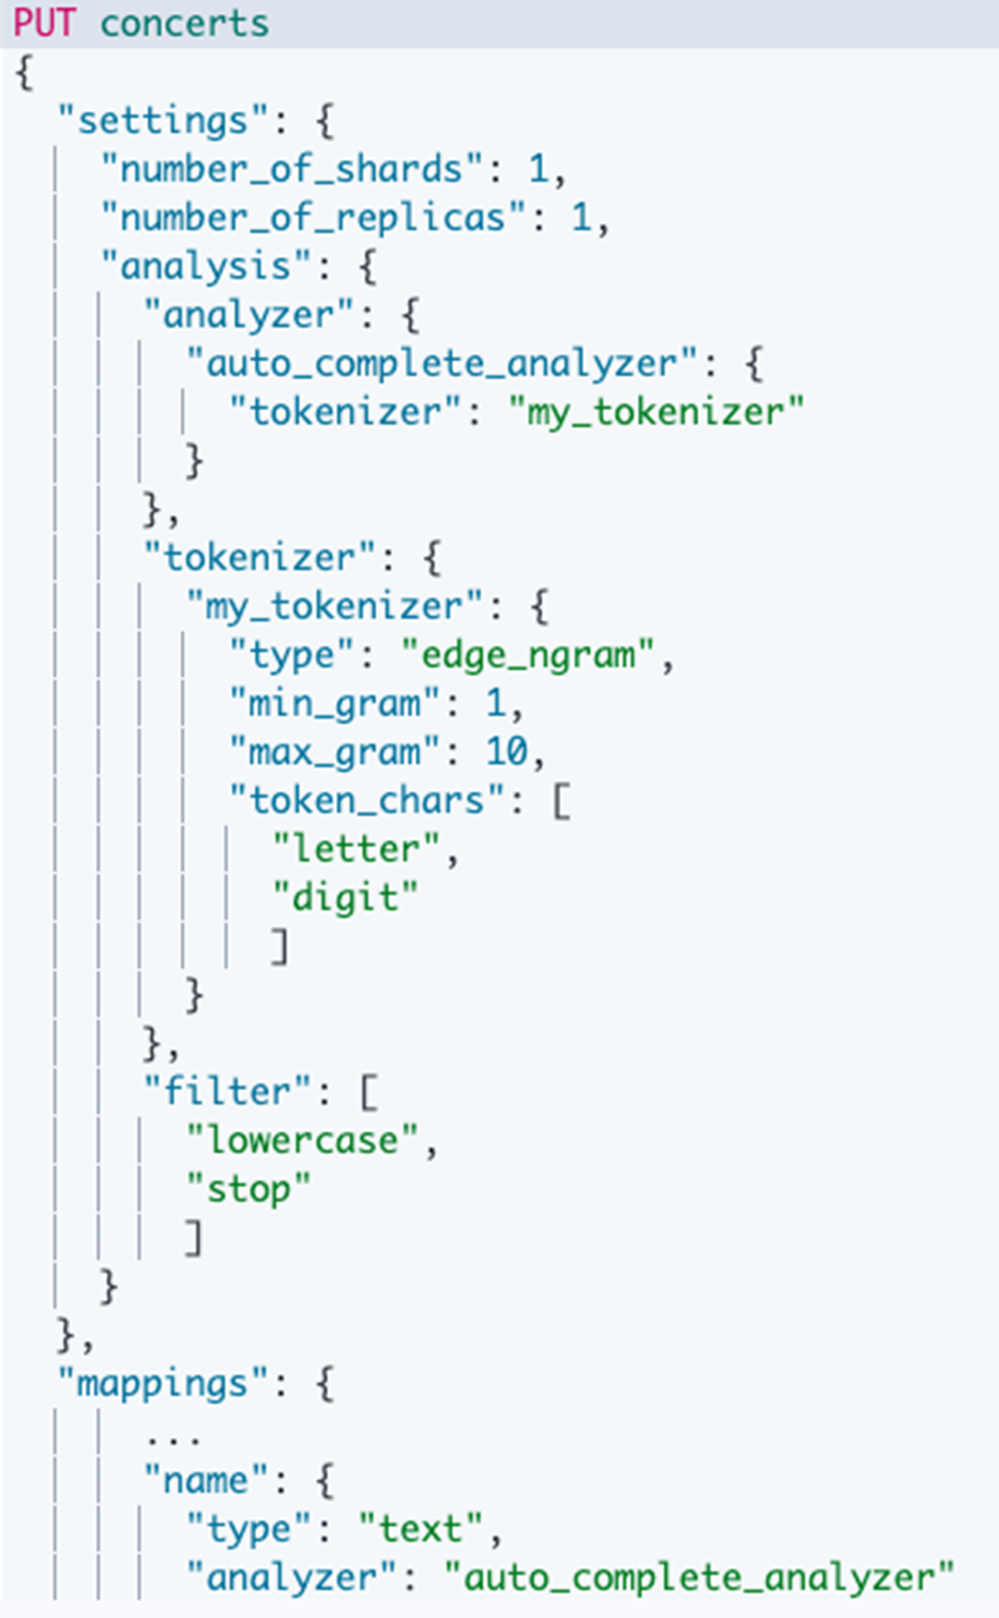 PUT concerts
{
  "settings": {
    "number_of_shards": 1,
    "number_of_replicas": 1,
    "analysis": {
      "analyzer": {
        "auto_complete_analyzer": {
          "tokenizer": "my_tokenizer"
        }
      },
      "tokenizer": {
        "my_tokenizer": {
          "type": "edge_ngram",
          "min_gram": 1,
          "max_gram": 10,
          "token_chars": [
            "letter",
            "digit"
            ]
        }
      },
      "filter": [
        "lowercase",
        "stop"
        ]
    }
  },
  "mappings": {
      ...
      "name": {
        "type": "text",
        "analyzer": "auto_complete_analyzer"